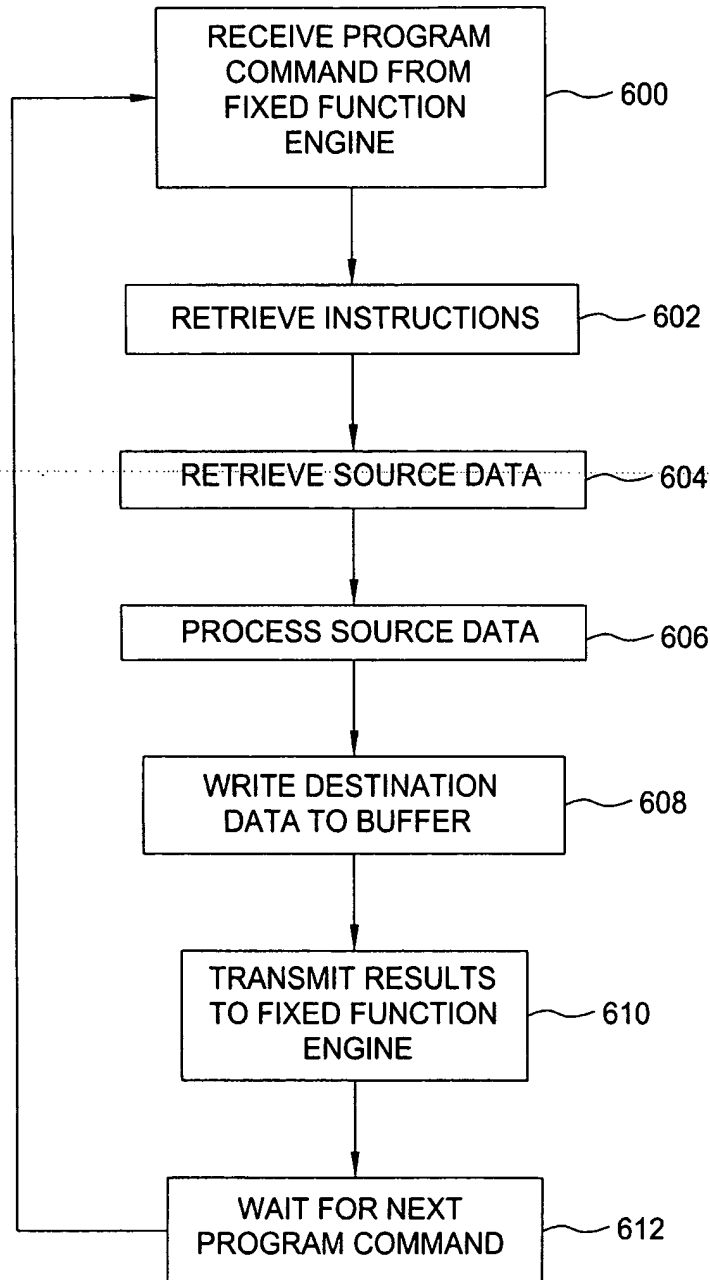 RECEIVE PROGRAM
COMMAND FROM
FIXED FUNCTION
ENGINE
600
RETRIEVE INSTRUCTIONS
602
RETRIEVE SOURCE DATA
604
PROCESS SOURCE DATA
606
WRITE DESTINATION
DATA TO BUFFER
608
TRANSMIT RESULTS
TO FIXED FUNCTION
ENGINE
610
WAIT FOR NEXT
PROGRAM COMMAND
612